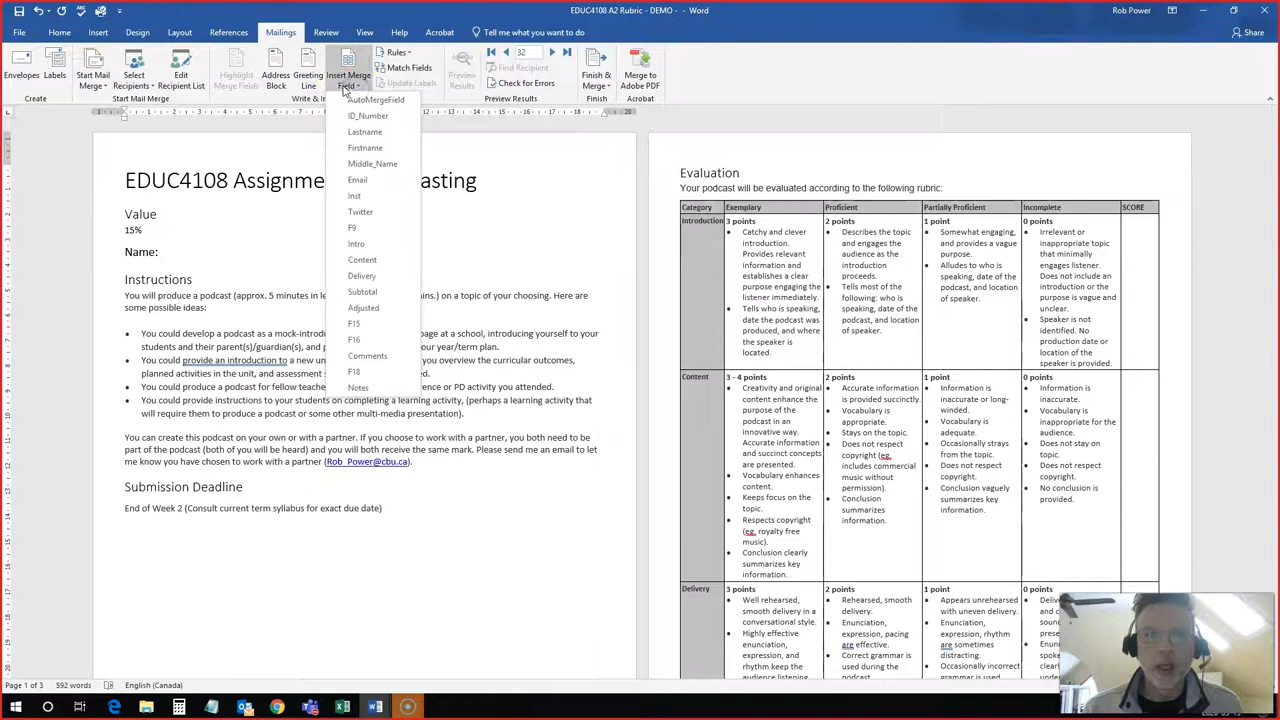 EDUC4108 A2 Rubric - DEMO - - Word
Rob Power
File Home Insert Design Layout References Mailings Review View Help Acrobat Tell me what you want to do
Share
Envelopes
Labels
Start Mail
Merge
Select
Recipients
Edit
Recipient List
Highlight
Merge Fields
Address
Block
Greeting
Line
Insert Merge
Field
Rules
Match Fields
Update Labels
Preview
Results
32
Find Recipient
Check for Errors
Finish &
Merge
Merge to
Adobe PDF
Create
Start Mail Merge
Write & In
Preview Results
Finish
Acrobat
AutoMergeField
ID_Number
Lastname
Firstname
Middle_Name
Email
Inst
Twitter
F9
Intro
Content
Delivery
Subtotal
Adjusted
F15
F16
Comments
F18
Notes
EDUC4108 Assignme
asting
Value
15%
Name:
Instructions
You will produce a podcast (approx. 5 minutes in le
ins.) on a topic of your choosing. Here are
some possible ideas:
• You could develop a podcast as a mock-introdu
page at a school, introducing yourself to your
students and their parent(s)/guardian(s), and p
year/term plan.
• You could provide an introduction to a new un
you overview the curricular outcomes,
planned activities in the unit, and assessment s
ed.
• You could produce a podcast for fellow teache
erence or PD activity you attended.
• You could provide instructions to your students on completing a learning activity, (perhaps a learning activity that
will require them to produce a podcast or some other multi-media presentation).
You can create this podcast on your own or with a partner. If you choose to work with a partner, you both need to be
part of the podcast (both of you will be heard) and you will both receive the same mark. Please send me an email to let
me know you have chosen to work with a partner (Rob_Power@cbu.ca).
Submission Deadline
End of Week 2 (Consult current term syllabus for exact due date)
Evaluation
Your podcast will be evaluated according to the following rubric:
Category Exemplary Proficient Partially Proficient Incomplete SCORE
Introduction
3 points
• Catchy and clever
introduction.
Provides relevant
information and
establishes a clear
purpose engaging the
listener immediately.
• Tells who is speaking,
date the podcast was
produced, and where
the speaker is
located.
2 points
• Describes the topic
and engages the
audience as the
introduction
proceeds.
• Tells most of the
following: who is
speaking, date of the
podcast, and location
of speaker.
1 point
• Somewhat engaging,
and provides a vague
purpose.
• Alludes to who is
speaking, date of the
podcast, and location
of speaker.
0 points
• Irrelevant or
inappropriate topic
that minimally
engages listener.
Does not include an
introduction or the
purpose is vague and
unclear.
• Speaker is not
identified. No
production date or
location of the
speaker is provided.
Content
3 - 4 points
• Creativity and original
content enhance the
purpose of the
podcast in an
innovative way.
Accurate information
and succinct concepts
are presented.
• Vocabulary enhances
content.
• Keeps focus on the
topic.
• Respects copyright
(eg. royalty free
music).
• Conclusion clearly
summarizes key
information.
2 points
• Accurate information
is provided succinctly.
• Vocabulary is
appropriate.
• Stays on the topic.
• Does not respect
copyright (eg.
includes commercial
music without
permission).
• Conclusion
summarizes
information.
1 point
• Information is
inaccurate or long-
winded.
• Vocabulary is
adequate.
• Occasionally strays
from the topic.
• Does not respect
copyright.
• Conclusion vaguely
summarizes key
information.
0 points
• Information is
inaccurate.
• Vocabulary is
inappropriate for the
audience.
• Does not stay on
topic.
• Does not respect
copyright.
• No conclusion is
provided.
Delivery
3 points
• Well rehearsed,
smooth delivery in a
conversational style.
• Highly effective
enunciation,
expression, and
rhythm keep the
audience listening
2 points
• Rehearsed, smooth
delivery.
• Enunciation,
expression, pacing
are effective.
• Correct grammar is
used during the
podcast.
1 point
• Appears unrehearsed
with uneven delivery.
• Enunciation,
expression, rhythm
are sometimes
distracting.
• Occasionally incorrect
grammar is used
0 points
Page 1 of 3 592 words English (Canada)